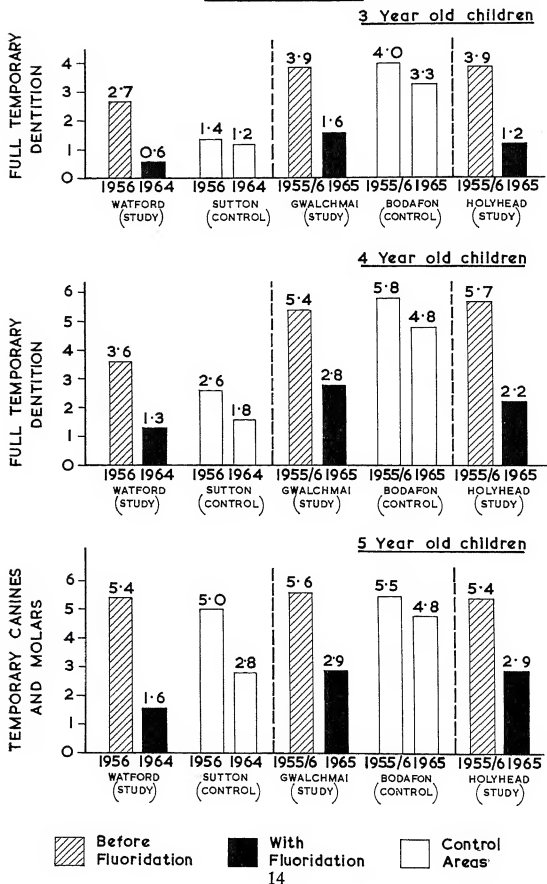 3 Year old children
FULL TEMPORARY
DENTITION
4
3
2
1
0
2·7
0·6
1·4
1·2
3·9
1·6
4·0
3·3
3·9
1·2
1956 1964
1956 1964
1955/6 1965
1955/6 1965
1955/6 1965
WATFORD
(STUDY)
SUTTON
(CONTROL)
GWALCHMAI
(STUDY)
BODAFON
(CONTROL)
HOLYHEAD
(STUDY)
4 Year old children
FULL TEMPORARY
DENTITION
6
5
4
3
2
1
0
3·6
1·3
2·6
1·8
5·4
2·8
5·8
4·8
5·7
2·2
1956 1964
1956 1964
1955/6 1965
1955/6 1965
1955/6 1965
WATFORD
(STUDY)
SUTTON
(CONTROL)
GWALCHMAI
(STUDY)
BODAFON
(CONTROL)
HOLYHEAD
(STUDY)
5 Year old children
TEMPORARY CANINES
AND MOLARS
6
5
4
3
2
1
0
5·4
1·6
5·0
2·8
5·6
2·9
5·5
4·8
5·4
2·9
1956 1964
1956 1964
1955/6 1965
1955/6 1965
1955/6 1965
WATFORD
(STUDY)
SUTTON
(CONTROL)
GWALCHMAI
(STUDY)
BODAFON
(CONTROL)
HOLYHEAD
(STUDY)
Before
Fluoridation
With
Fluoridation
Control
Areas
14